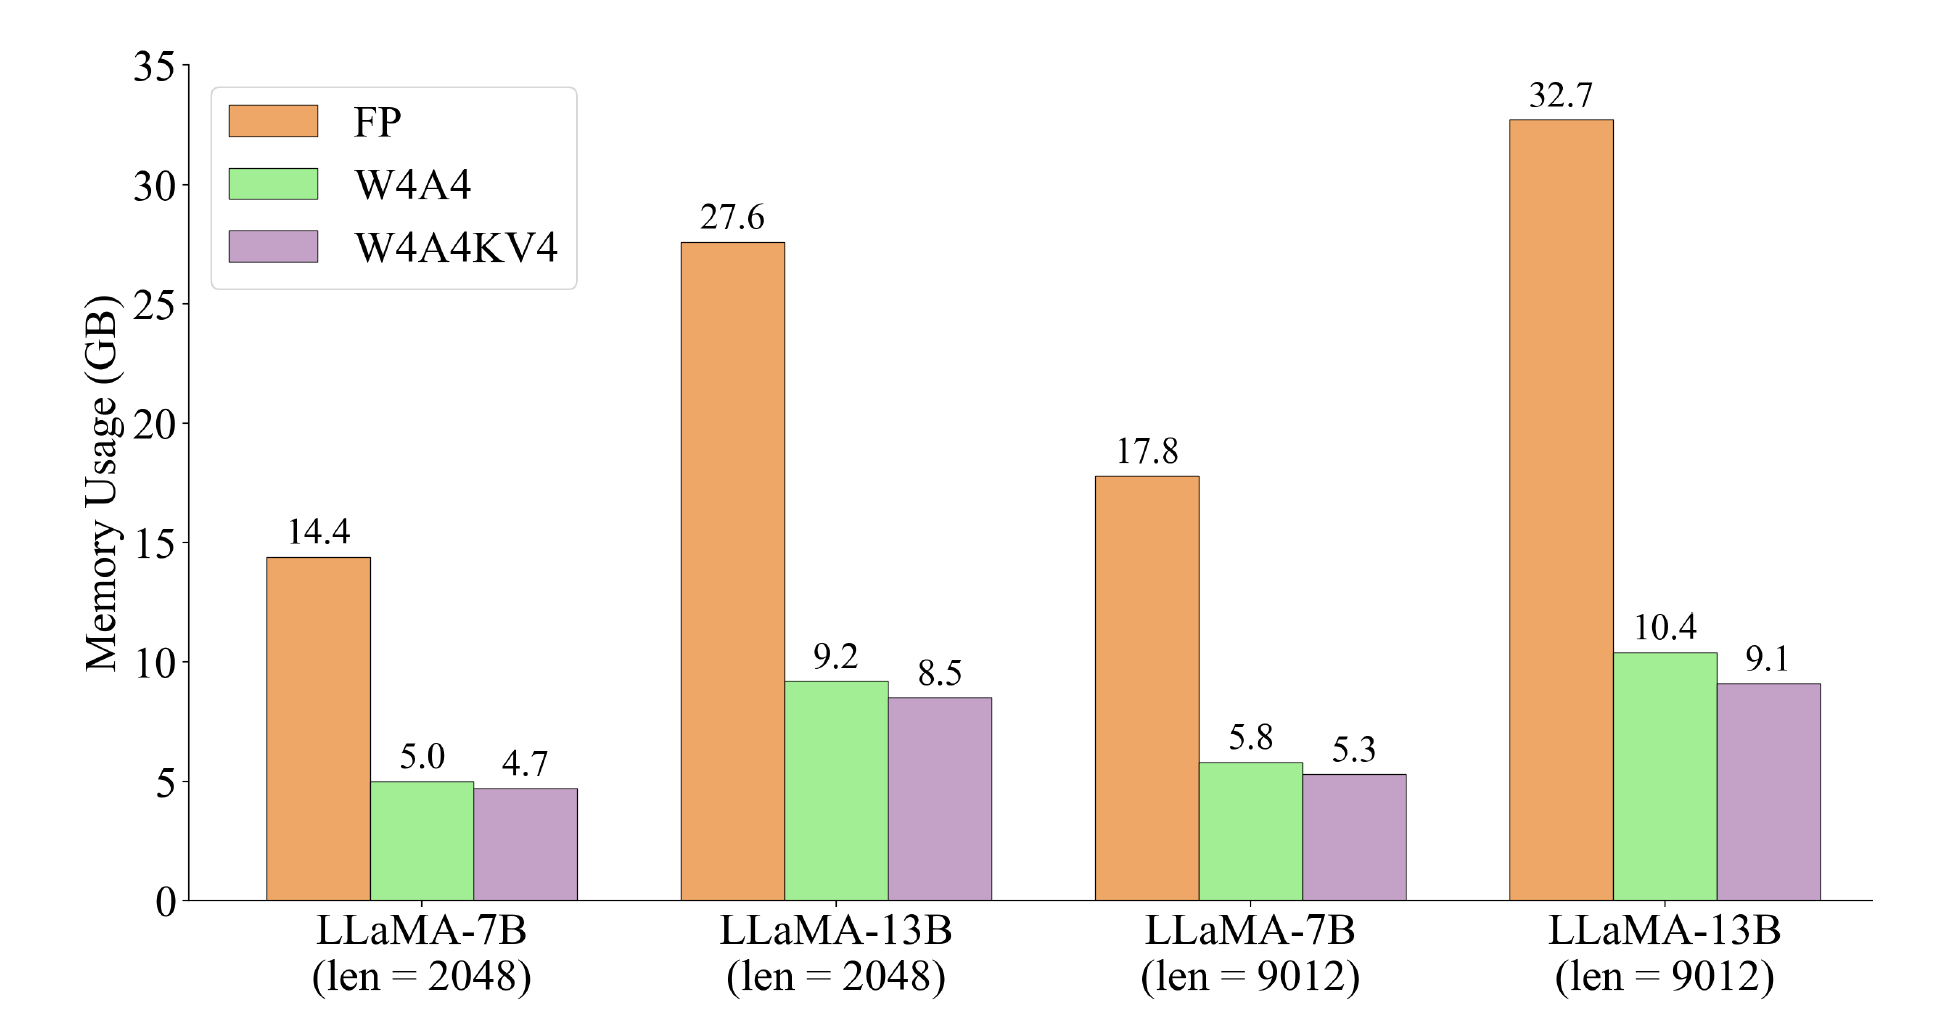 35
30
25
20
15
10
5
0
Memory Usage (GB)
FP
W4A4
W4A4KV4
14.4
5.0
4.7
27.6
9.2
8.5
17.8
5.8
5.3
32.7
10.4
9.1
LLaMA-7B
(len = 2048)
LLaMA-13B
(len = 2048)
LLaMA-7B
(len = 9012)
LLaMA-13B
(len = 9012)